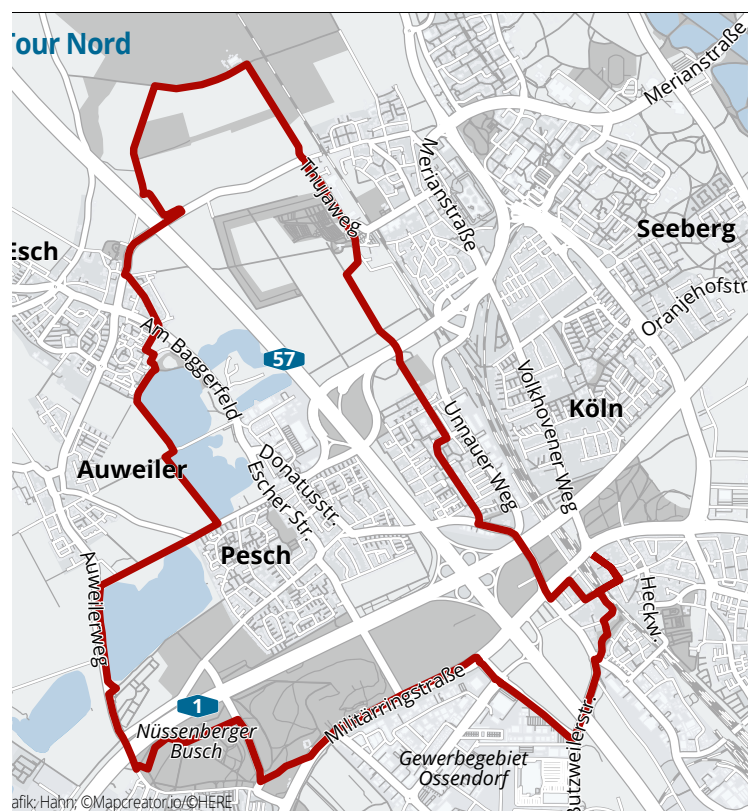 Tour Nord
Merianstraße
Merianstraße
Thujaweg
Seeberg
Esch
Oranjehofstr
Am Baggerfeld
57
Volkhovener Weg
Köln
Unnauer Weg
Donatusstr.
Escher Str.
Auweiler
Pesch
Auweilerweg
Heckw.
1
Militärringstraße
Nüssenberger
Busch
Gewerbegebiet
Ossendorf
utzweilerstr.
afik: Hahn; ©Mapcreator.io/©HERE